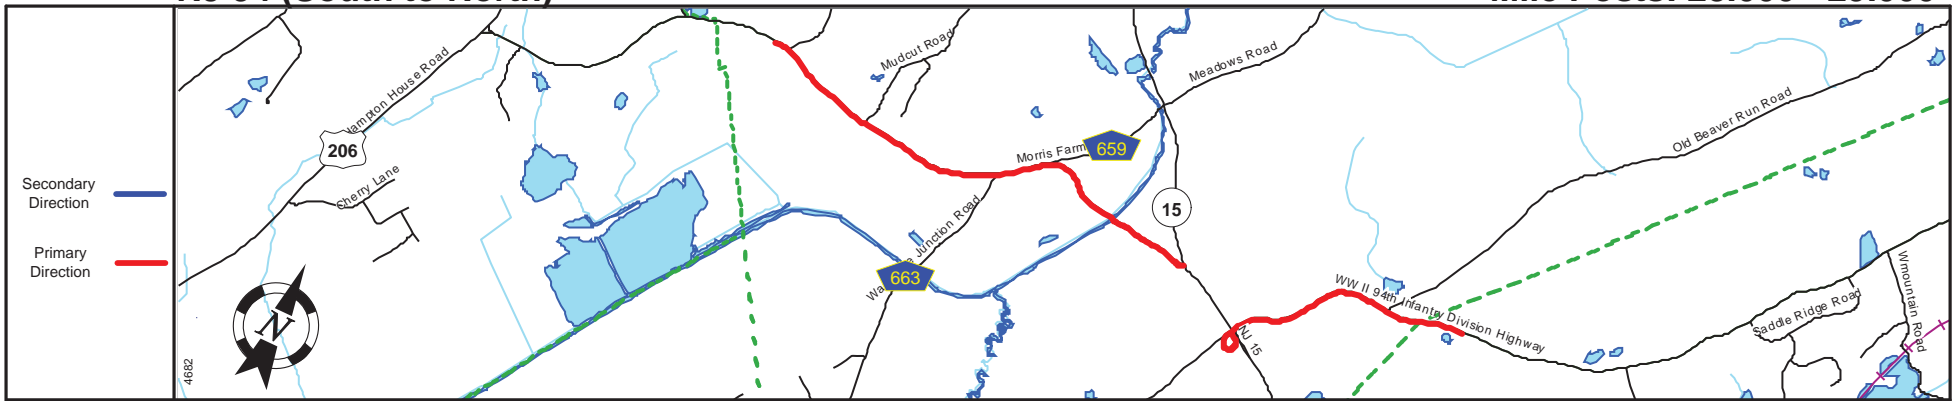 Secondary
Direction
Primary
Direction
Hampton House Road
206
Cherry Lane
4682
N
Mudcut Road
Meadows Road
Morris Farm
659
15
Junction Road
663
NJ 15
WW II 94th Infantry Division Highway
Old Beaver Run Road
Saddle Ridge Road
Wmountain Road